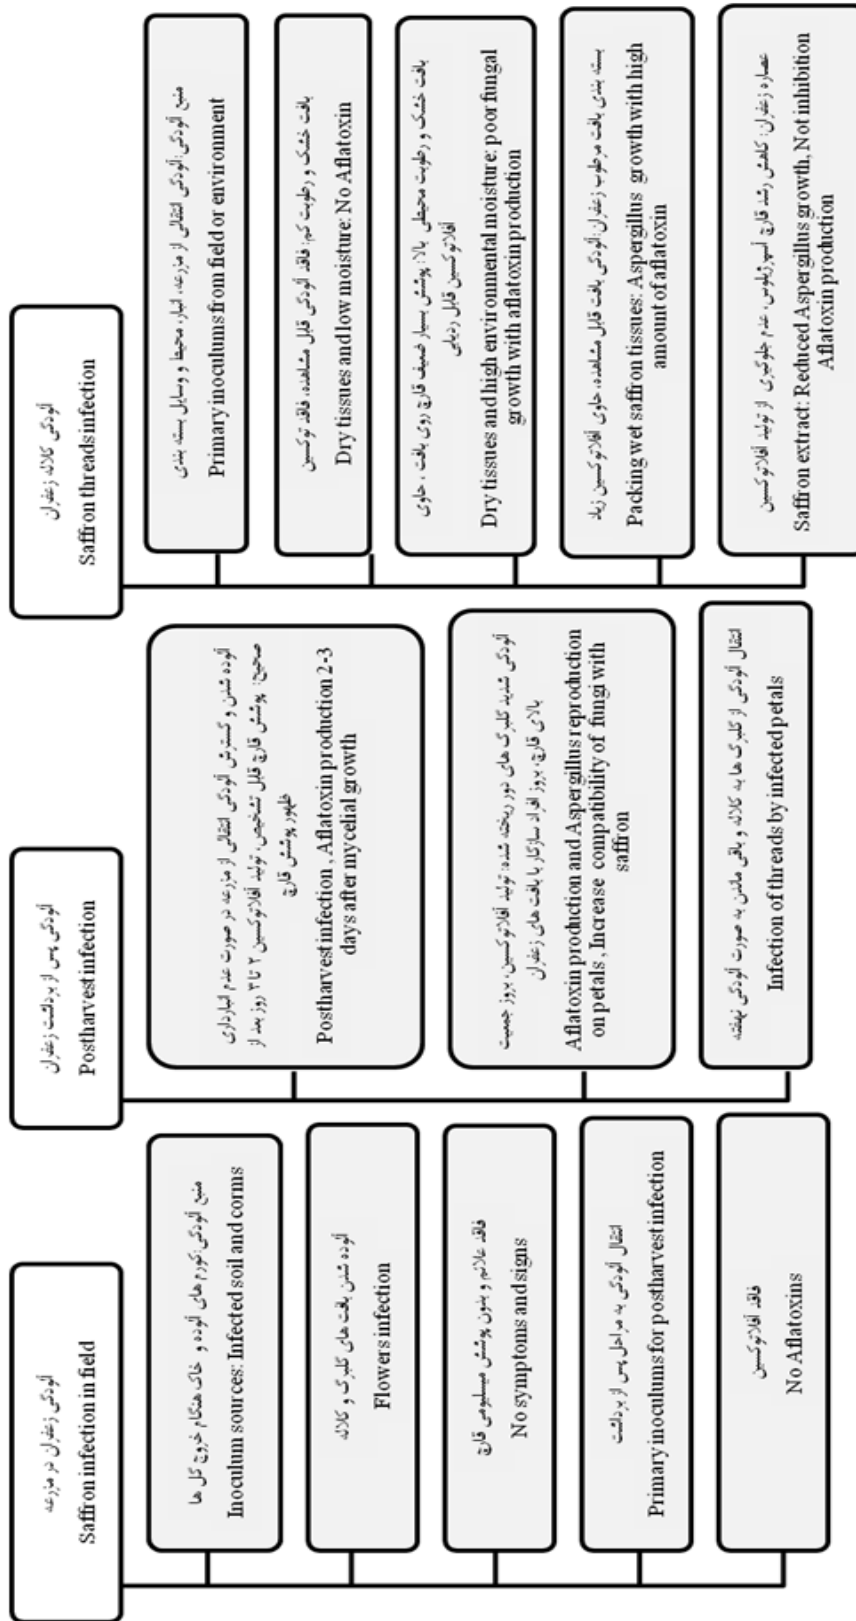 آلودگی زعفران در مزرعه
Saffron infection in field
منبع آلودگی:کورم های آلوده و خاک هنگام خروج گل ها
Inoculum sources: Infected soil and corms
آلوده شدن بافت های گلبرگ و کلاله
Flowers infection
فاقد علائم و بدون پوشش میسلیومی قارچ
No symptoms and signs
انتقال آلودگی به مراحل پس از برداشت
Primary inoculums for postharvest infection
فاقد آفلاتوکسین
No Aflatoxins
آلودگی پس از برداشت زعفران
Postharvest infection
آلوده شدن و گسترش آلودگی انتقالی از مزرعه در صورت عدم انبارداری
صحیح: پوشش قارچ قابل تشخیص، تولید آفلاتوکسین ۲ تا ۳ روز بعد از
ظهور پوشش قارچ
Postharvest infection , Aflatoxin production 2-3
days after mycelial growth
آلودگی شدید گلبرگ های دور ریخته شده: تولید آفلاتوکسین، بروز جمعیت
بالای قارچ، بروز افراد سازگار با بافت های زعفران
Aflatoxin production and Aspergillus reproduction
on petals , Increase compatibility of fungi with
saffron
انتقال آلودگی از گلبرگ ها به کلاله و باقی ماندن به صورت آلودگی نهفته
Infection of threads by infected petals
آلودگی کلاله زعفران
Saffron threads infection
منبع آلودگی:آلودگی انتقالی از مزرعه، انبار، محیط و وسایل بسته بندی
Primary inoculums from field or environment
بافت خشک و رطوبت کم: فاقد آلودگی قابل مشاهده، فاقد توکسین
Dry tissues and low moisture: No Aflatoxin
بافت خشک و رطوبت محیطی بالا: پوشش بسیار ضعیف قارچ روی بافت ، حاوی
آفلاتوکسین قابل ردیابی
Dry tissues and high environmental moisture: poor fungal
growth with aflatoxin production
بسته بندی بافت مرطوب زعفران:آلودگی بافت قابل مشاهده، حاوی آفلاتوکسین زیاد
Packing wet saffron tissues: Aspergillus growth with high
amount of aflatoxin
عصاره زعفران: کاهش رشد قارچ آسپرژیلوس، عدم جلوگیری از تولید آفلاتوکسین
Saffron extract: Reduced Aspergillus growth, Not inhibition
Aflatoxin production